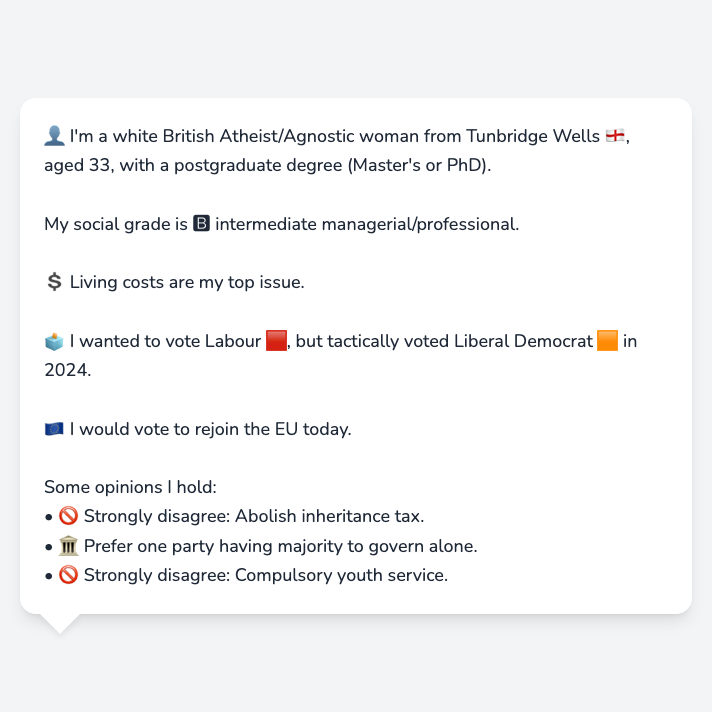 👤 I'm a white British Atheist/Agnostic woman from Tunbridge Wells 🏴󠁧󠁢󠁥󠁮󠁧󠁿,
aged 33, with a postgraduate degree (Master's or PhD).
My social grade is 🅱 intermediate managerial/professional.
💲 Living costs are my top issue.
🗳️ I wanted to vote Labour 🟥, but tactically voted Liberal Democrat 🟧 in
2024.
🇪🇺 I would vote to rejoin the EU today.
Some opinions I hold:
• 🚫 Strongly disagree: Abolish inheritance tax.
• 🏛️ Prefer one party having majority to govern alone.
• 🚫 Strongly disagree: Compulsory youth service.